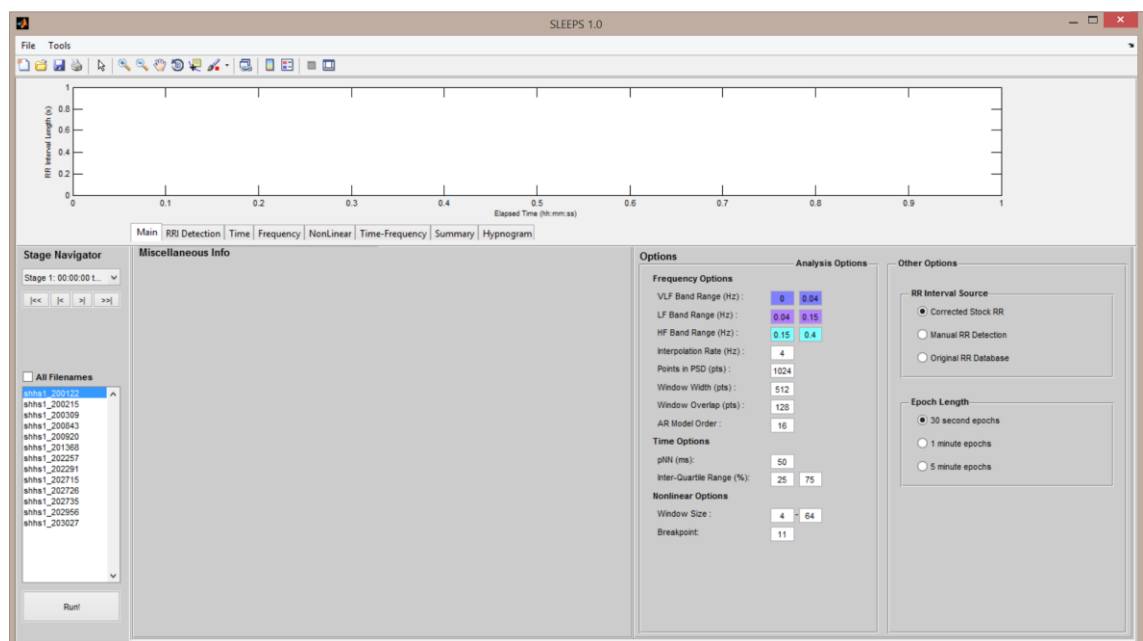 SLEEPS 1.0
File Tools
1
0.8
0.6
0.4
0.2
0
RR Interval Length (s)
0 0.1 0.2 0.3 0.4 0.5 0.6 0.7 0.8 0.9 1
Elapsed Time (hh:mm:ss)
Main RRI Detection Time Frequency NonLinear Time-Frequency Summary Hypnogram
Stage Navigator
Stage 1: 00:00:00 t...
|<< |< >| >>|
All Filenames
shhs1_200122
shhs1_200215
shhs1_200389
shhs1_200843
shhs1_200920
shhs1_201368
shhs1_202257
shhs1_202291
shhs1_202715
shhs1_202726
shhs1_202735
shhs1_202956
shhs1_203027
Run!
Miscellaneous Info
Options
Analysis Options
Frequency Options
VLF Band Range (Hz) : 0 0.04
LF Band Range (Hz) : 0.04 0.15
HF Band Range (Hz) : 0.15 0.4
Interpolation Rate (Hz) : 4
Points in PSD (pts) : 1024
Window Width (pts) : 512
Window Overlap (pts) : 128
AR Model Order : 16
Time Options
pNN (ms): 50
Inter-Quartile Range (%): 25 75
Nonlinear Options
Window Size : 4 - 64
Breakpoint: 11
Other Options
RR Interval Source
Corrected Stock RR
Manual RR Detection
Original RR Database
Epoch Length
30 second epochs
1 minute epochs
5 minute epochs